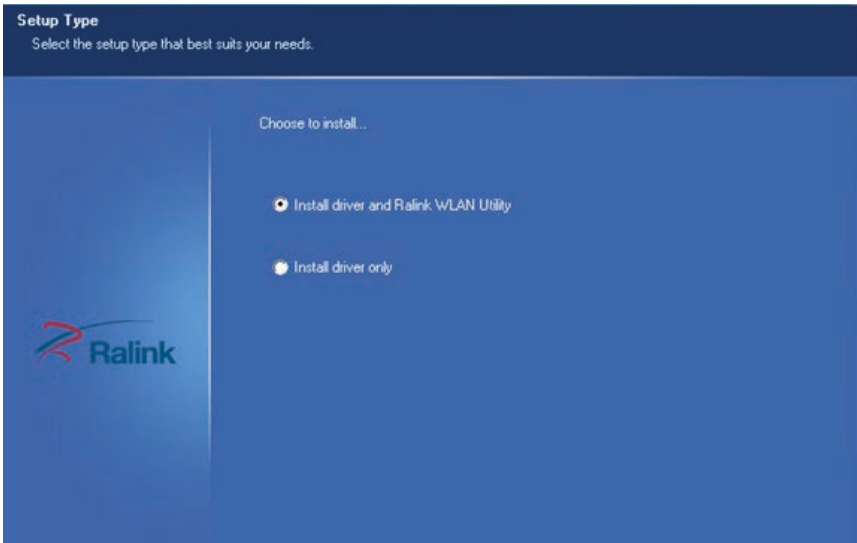 Setup Type
Select the setup type that best suits your needs.
Choose to install...
Install driver and Ralink WLAN Utility
Install driver only
Ralink